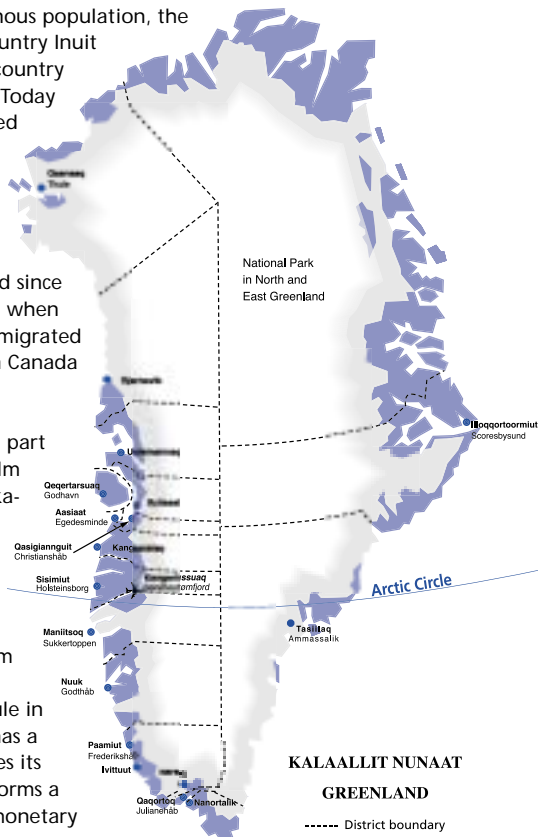 nous population, the
untry Inuit
country
Today
ed
d since
when
migrated
Canada
part
lm
ka-
m
ule in
has a
es its
orms a
monetary
Thule
National Park
in North and
East Greenland
Illoqqortoormiut
Scoresbysund
Qeqertarsuaq
Godhavn
Aasiaat
Egedesminde
Qasigiannguit
Christianshåb
Sisimiut
Holsteinsborg
Arctic Circle
Maniitsoq
Sukkertoppen
Tasiilaq
Ammassalik
Nuuk
Godthåb
Paamiut
Frederikshåb
Ivittuut
Qaqortoq
Julianehåb
Nanortalik
KALAALLIT NUNAAT
GREENLAND
District boundary